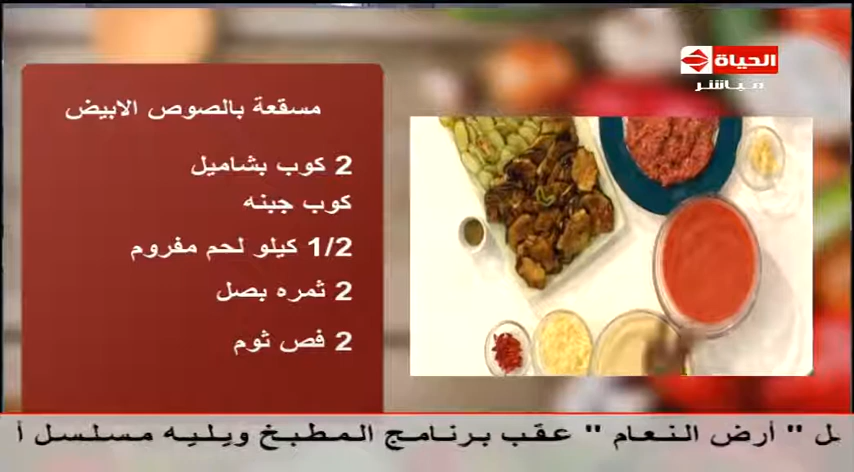 الحياة
مباشر
مسقعة بالصوص الابيض
2 كوب بشاميل
كوب جبنه
1/2 كيلو لحم مفروم
2 ثمره بصل
2 فص ثوم
ل " أرض النعام " عقب برنامج المطبخ ويليه مسلسل أ